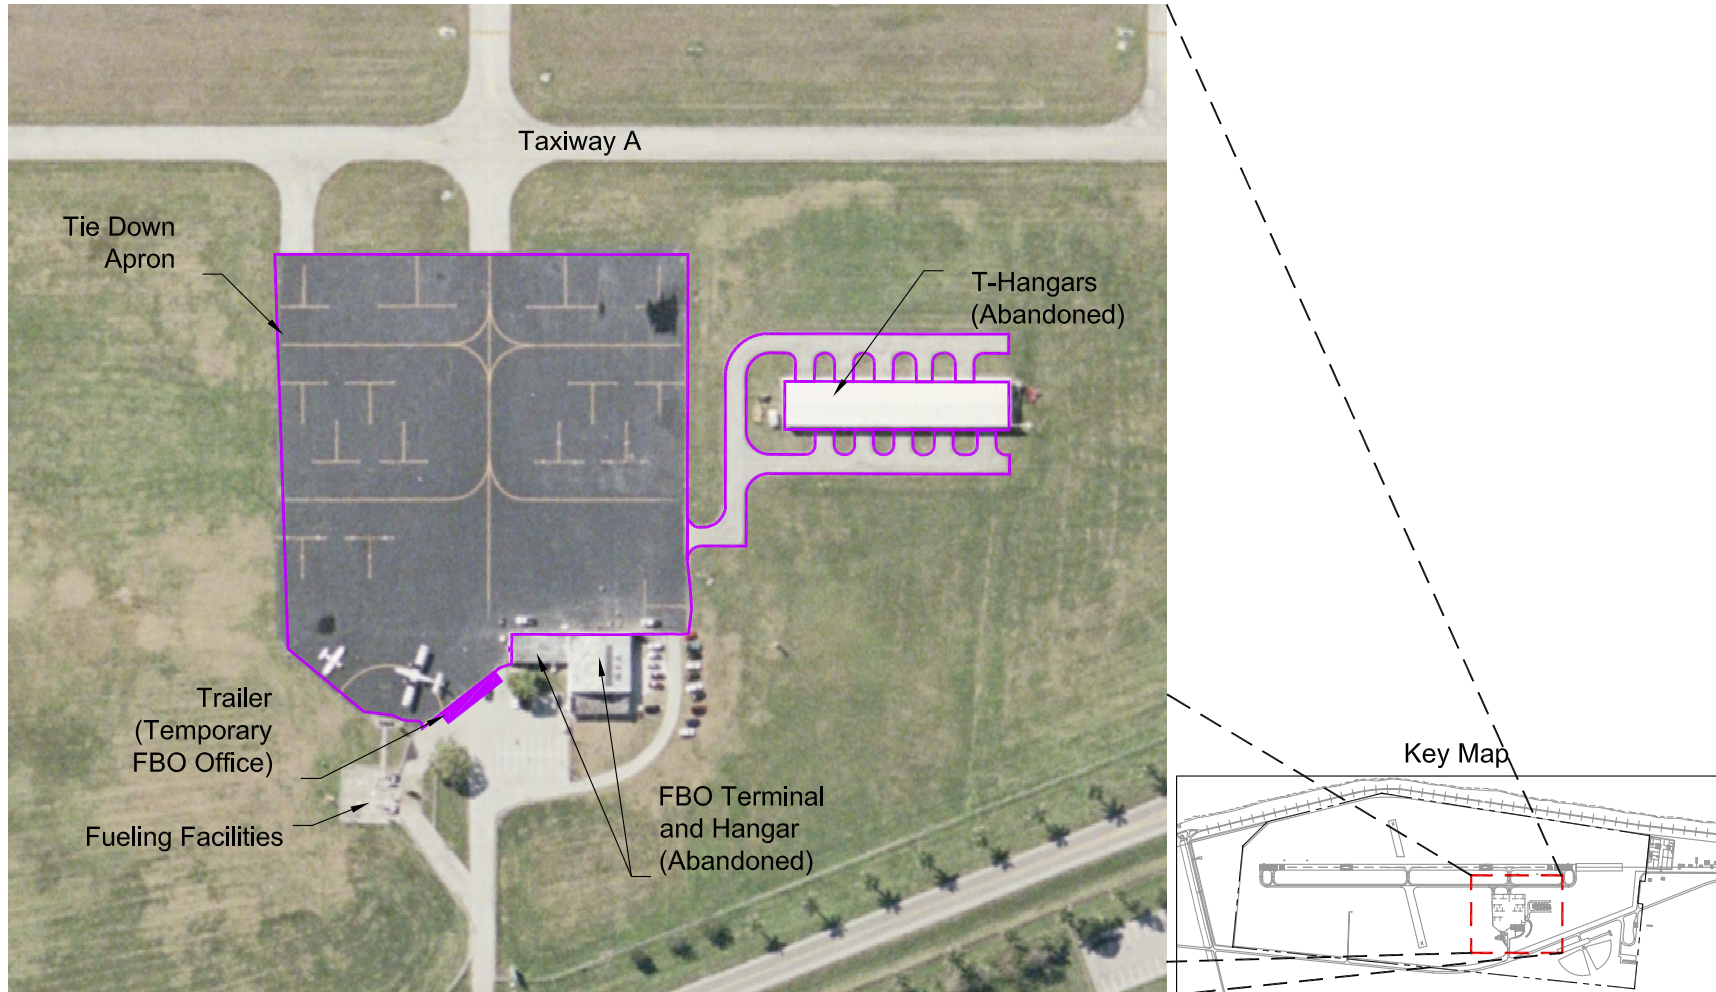 Taxiway A
Tie Down
Apron
T-Hangars
(Abandoned)
Trailer
(Temporary
FBO Office)
Fueling Facilities
FBO Terminal
and Hangar
(Abandoned)
Key Map